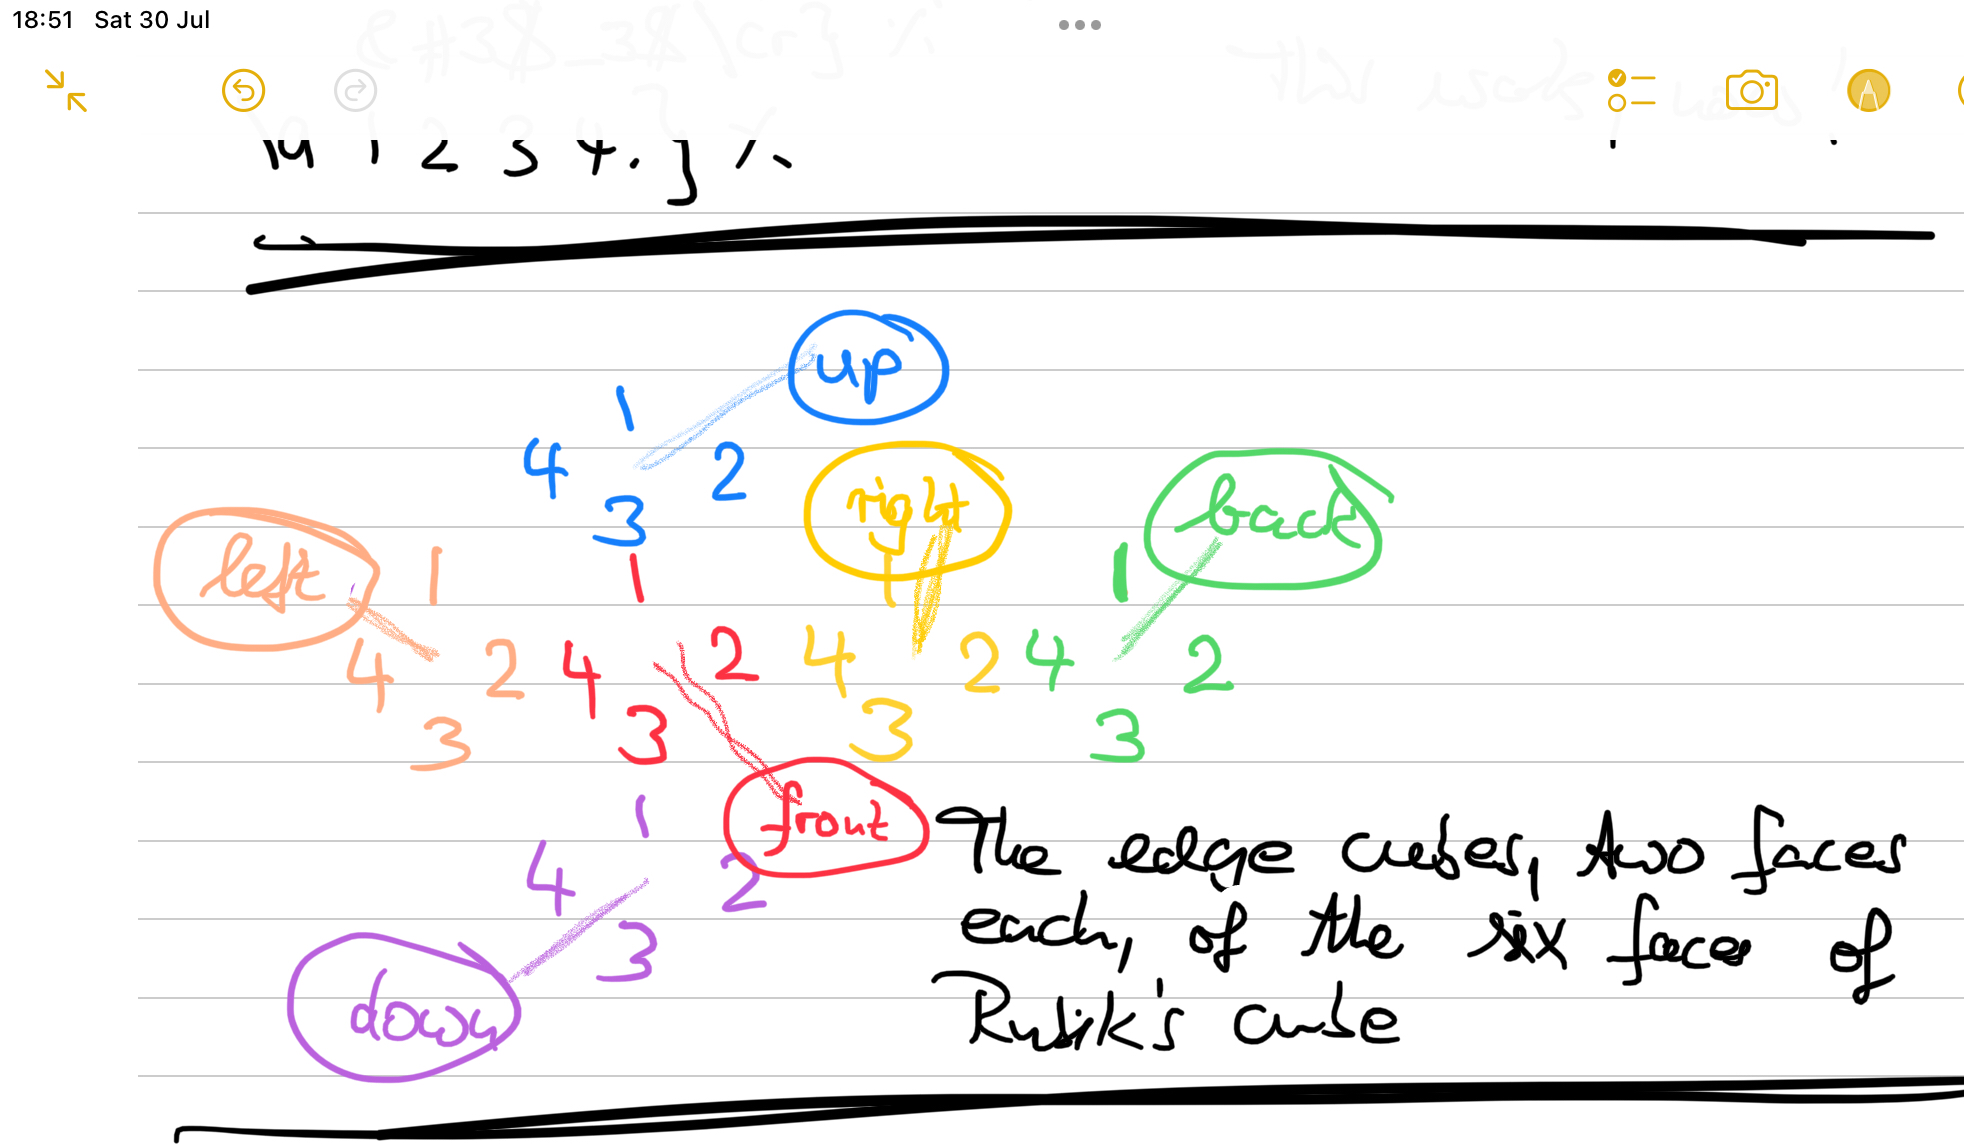 18:51 Sat 30 Jul
1 2 3 4 . } %
up
1
4 2
3
right
back
left
1
1
1
1
4 2
4 2
4 2
4 2
3
3
3
3
front
1
4 2
3
down
The edge cubes, two faces
each, of the six faces of
Rubik's cube